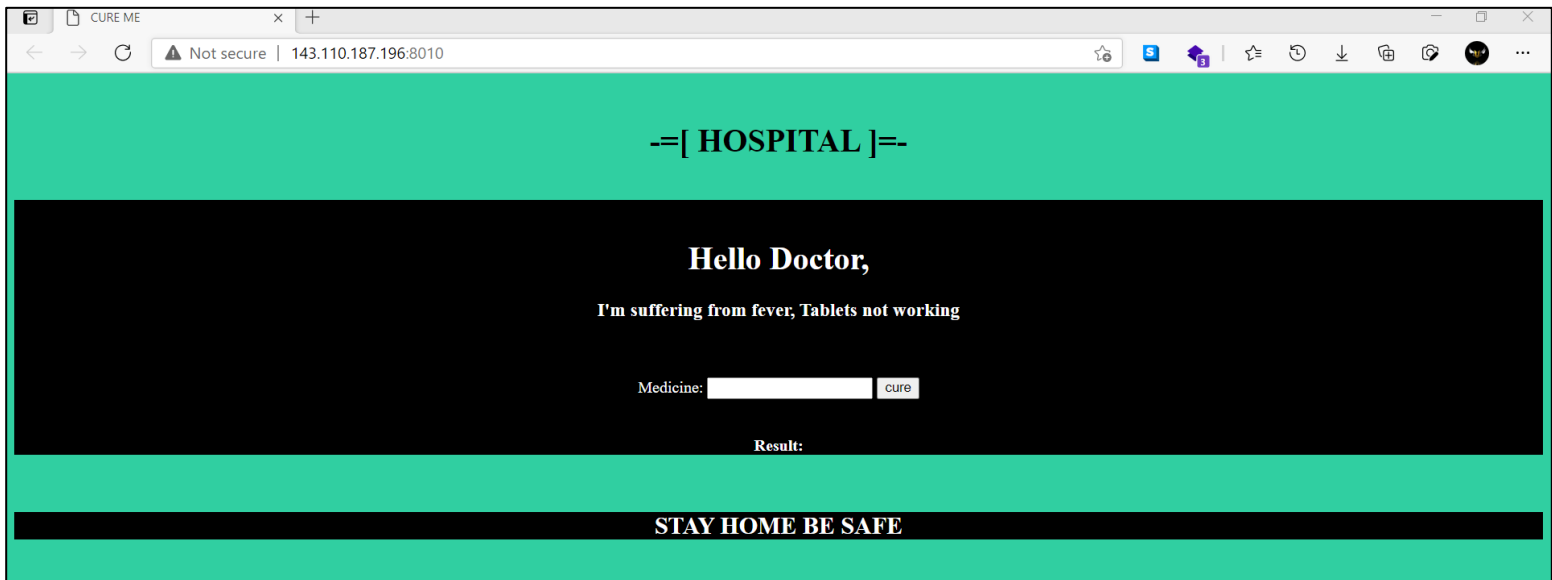 CURE ME
Not secure | 143.110.187.196:8010
S
3
-=[ HOSPITAL ]=-
Hello Doctor,
I'm suffering from fever, Tablets not working
Medicine: cure
Result:
STAY HOME BE SAFE